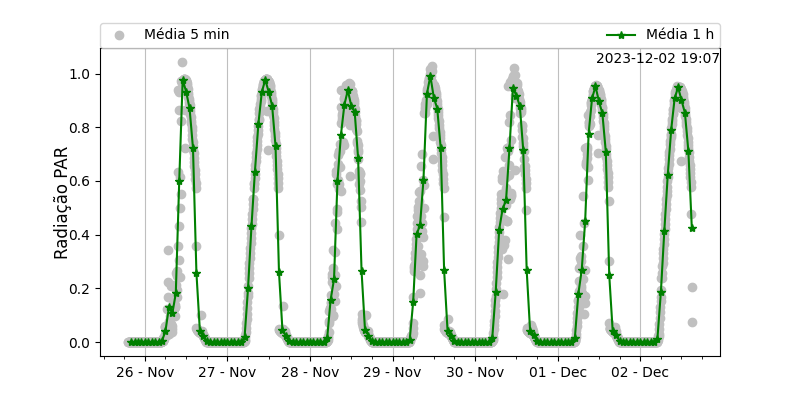 Média 5 min
Média 1 h
2023-12-02 19:07
Radiação PAR
1.0
0.8
0.6
0.4
0.2
0.0
26 - Nov
27 - Nov
28 - Nov
29 - Nov
30 - Nov
01 - Dec
02 - Dec